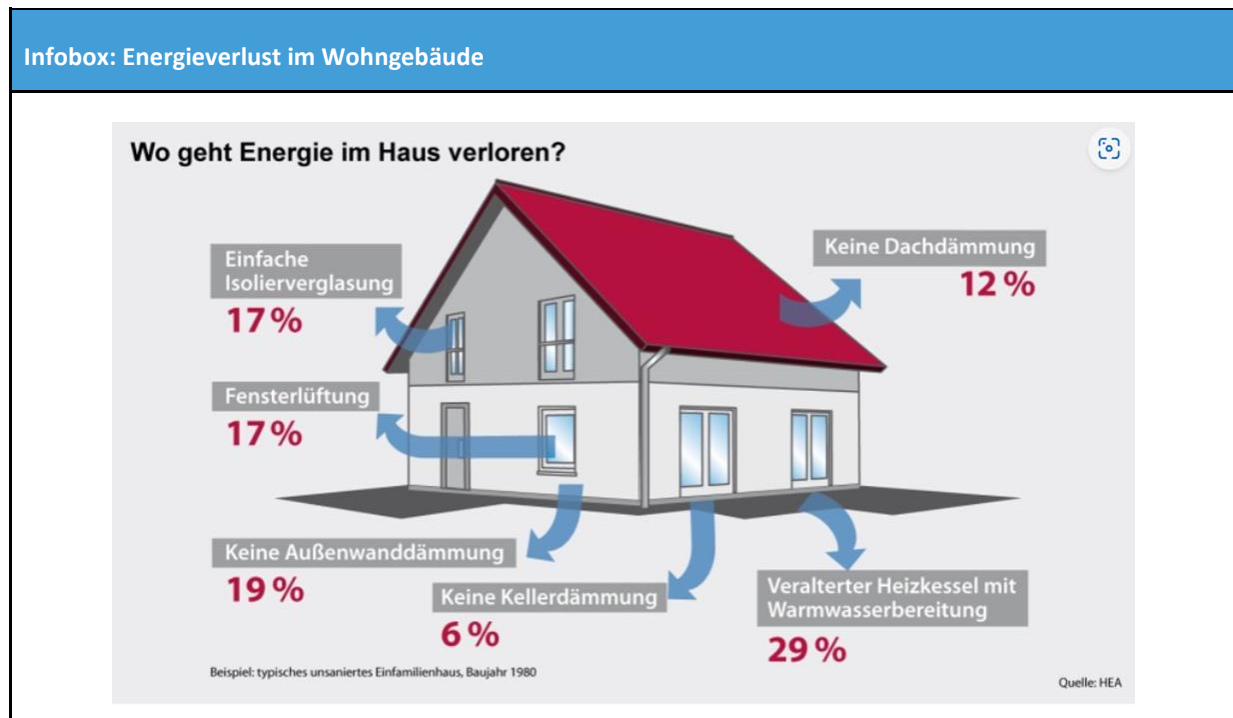 Infobox: Energieverlust im Wohngebäude
Wo geht Energie im Haus verloren?
Einfache
Isolierverglasung
17 %
Keine Dachdämmung
12 %
Fensterlüftung
17 %
Keine Außenwanddämmung
19 %
Keine Kellerdämmung
6 %
Veralterter Heizkessel mit
Warmwasserbereitung
29 %
Beispiel: typisches unsaniertes Einfamilienhaus, Baujahr 1980
Quelle: HEA